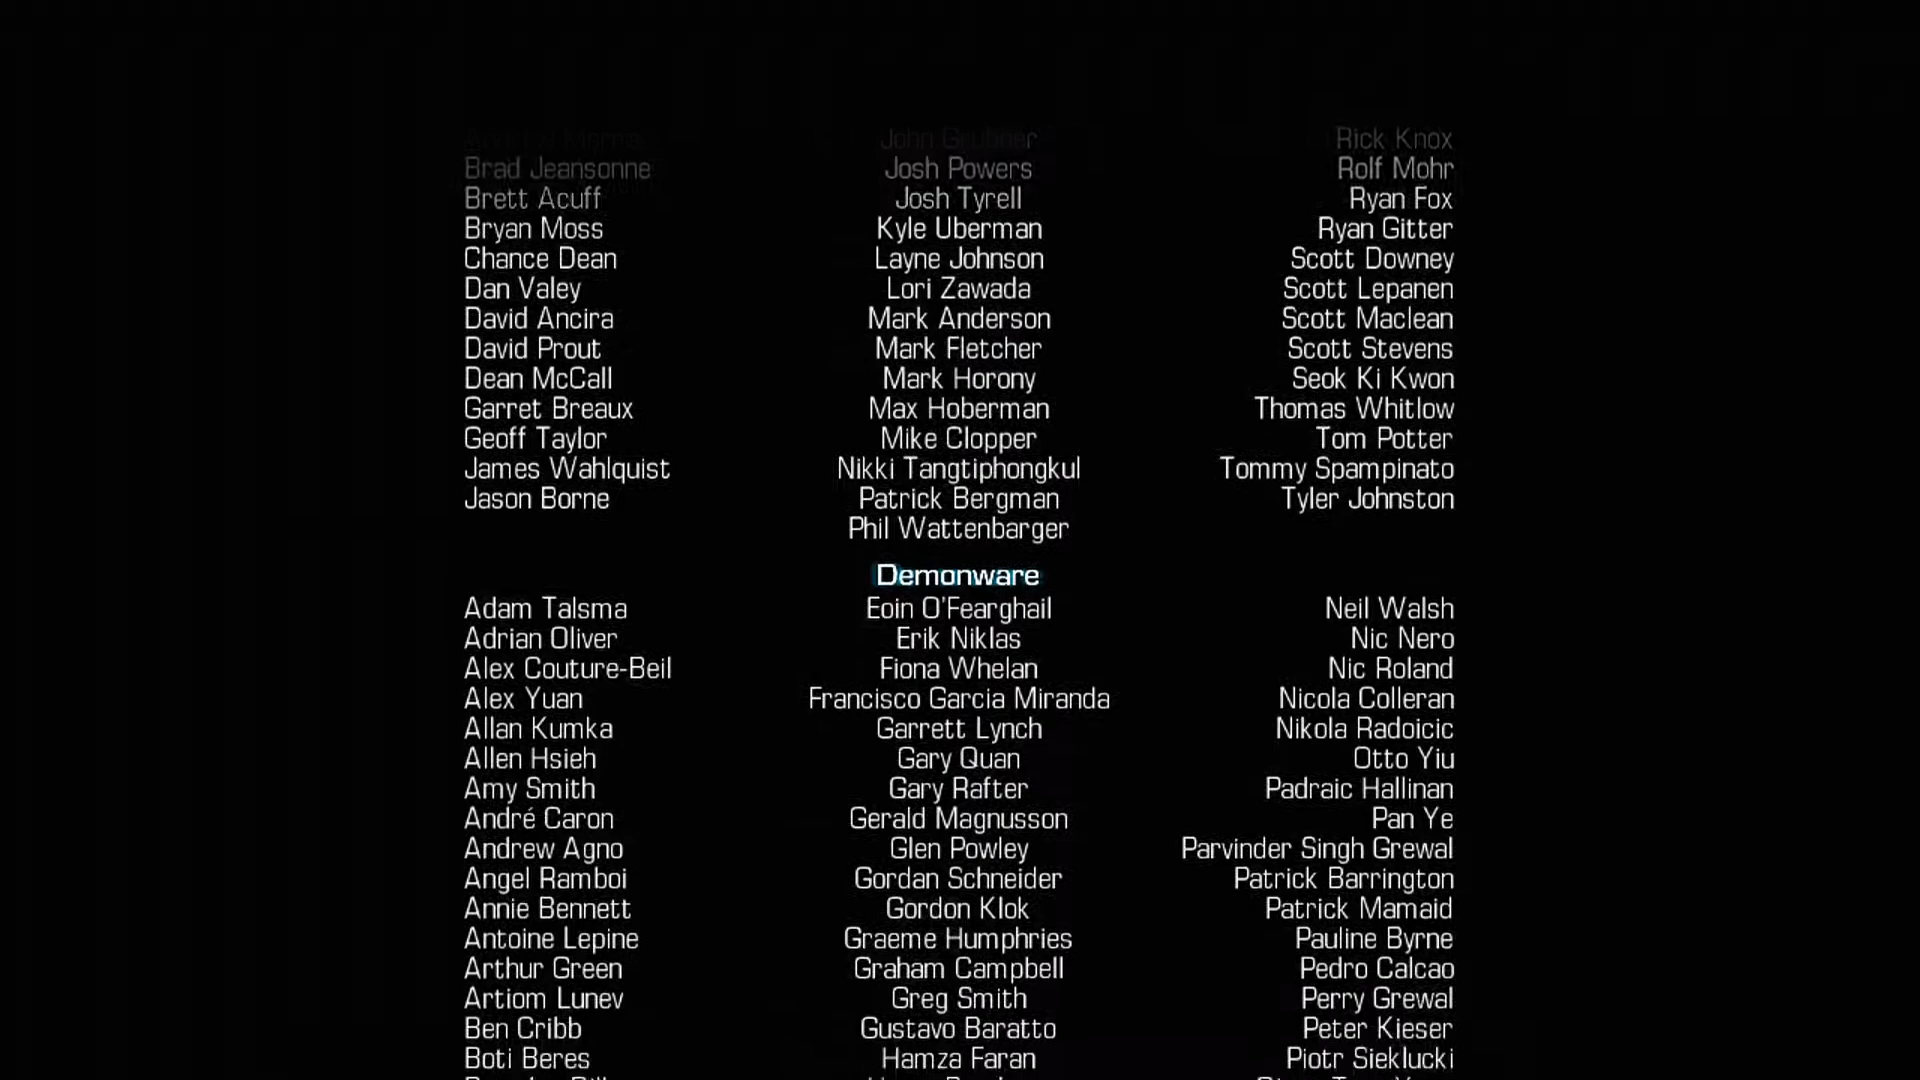 John Grubner Rick Knox
Brad Jeansonne Josh Powers Rolf Mohr
Brett Acuff Josh Tyrell Ryan Fox
Bryan Moss Kyle Uberman Ryan Gitter
Chance Dean Layne Johnson Scott Downey
Dan Valey Lori Zawada Scott Lepanen
David Ancira Mark Anderson Scott Maclean
David Prout Mark Fletcher Scott Stevens
Dean McCall Mark Horony Seok Ki Kwon
Garret Breaux Max Hoberman Thomas Whitlow
Geoff Taylor Mike Clopper Tom Potter
James Wahlquist Nikki Tangtiphongkul Tommy Spampinato
Jason Borne Patrick Bergman Tyler Johnston
Phil Wattenbarger
Demonware
Adam Talsma Eoin O'Fearghail Neil Walsh
Adrian Oliver Erik Niklas Nic Nero
Alex Couture-Beil Fiona Whelan Nic Roland
Alex Yuan Francisco Garcia Miranda Nicola Colleran
Allan Kumka Garrett Lynch Nikola Radoicic
Allen Hsieh Gary Quan Otto Yiu
Amy Smith Gary Rafter Padraic Hallinan
André Caron Gerald Magnusson Pan Ye
Andrew Agno Glen Powley Parvinder Singh Grewal
Angel Ramboi Gordan Schneider Patrick Barrington
Annie Bennett Gordon Klok Patrick Mamaid
Antoine Lepine Graeme Humphries Pauline Byrne
Arthur Green Graham Campbell Pedro Calcao
Artiom Lunev Greg Smith Perry Grewal
Ben Cribb Gustavo Baratto Peter Kieser
Boti Beres Hamza Faran Piotr Sieklucki